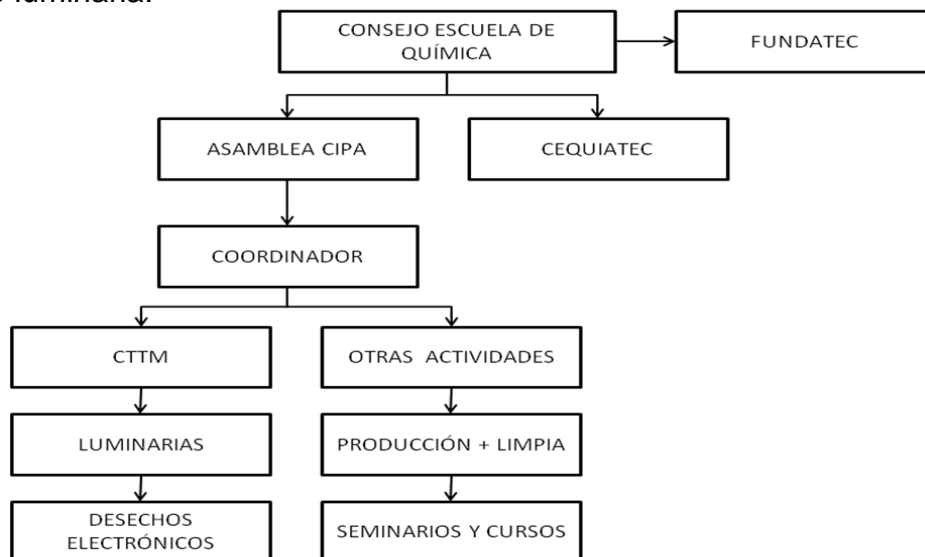 luminaria.
CONSEJO ESCUELA DE
QUÍMICA
FUNDATEC
ASAMBLEA CIPA
CEQUIATEC
COORDINADOR
CTTM
OTRAS ACTIVIDADES
LUMINARIAS
PRODUCCIÓN + LIMPIA
DESECHOS
ELECTRÓNICOS
SEMINARIOS Y CURSOS